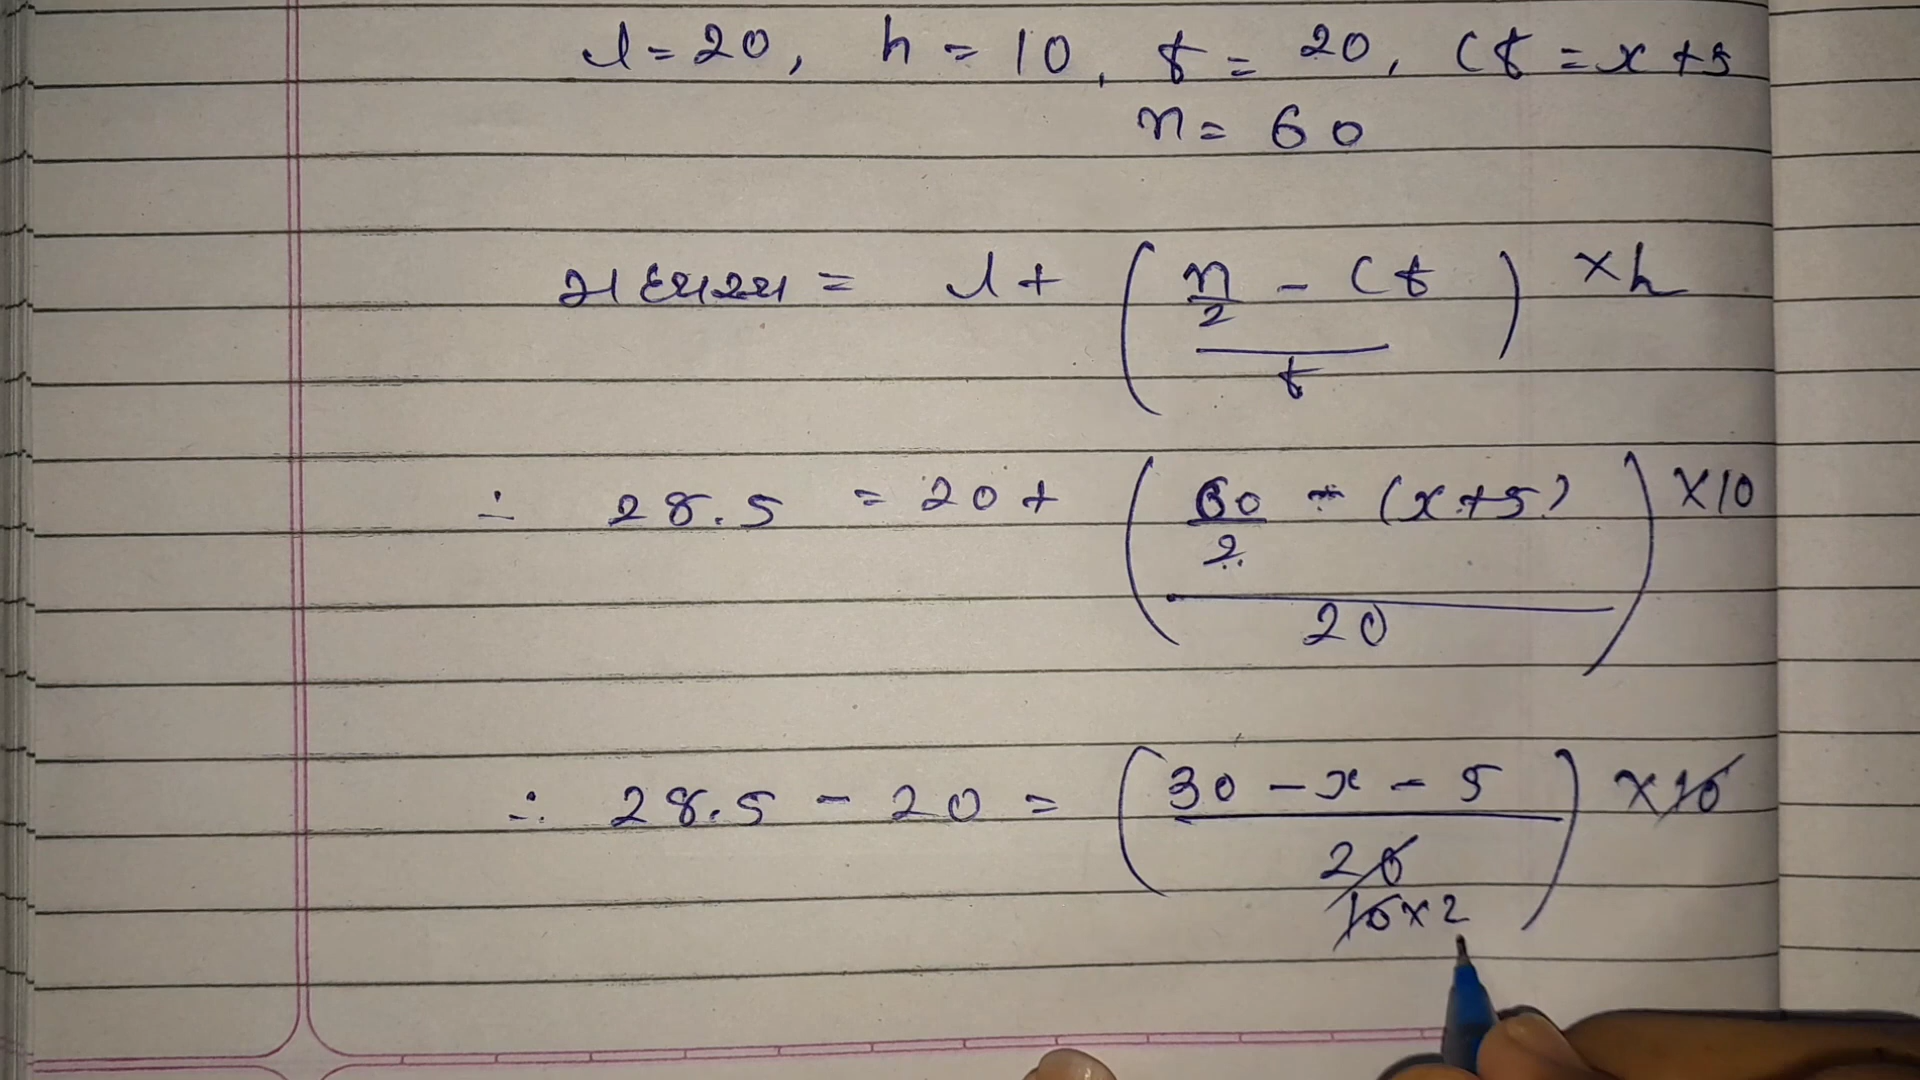 l = 20, h = 10, f = 20, cf = x + 5
n = 60
મધ્યસ્થ = l + ( n/2 - cf / f ) × h
∴ 28.5 = 20 + ( 60/2 - (x + 5) / 20 ) × 10
∴ 28.5 - 20 = ( 30 - x - 5 / 20 ) × 10
10 × 2